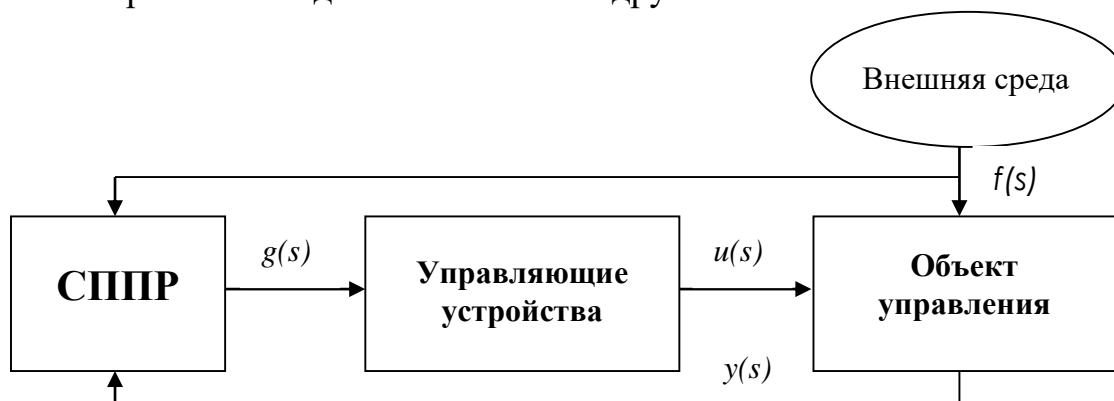 Внешняя среда
f(s)
СППР
g(s)
Управляющие
устройства
u(s)
Объект
управления
y(s)